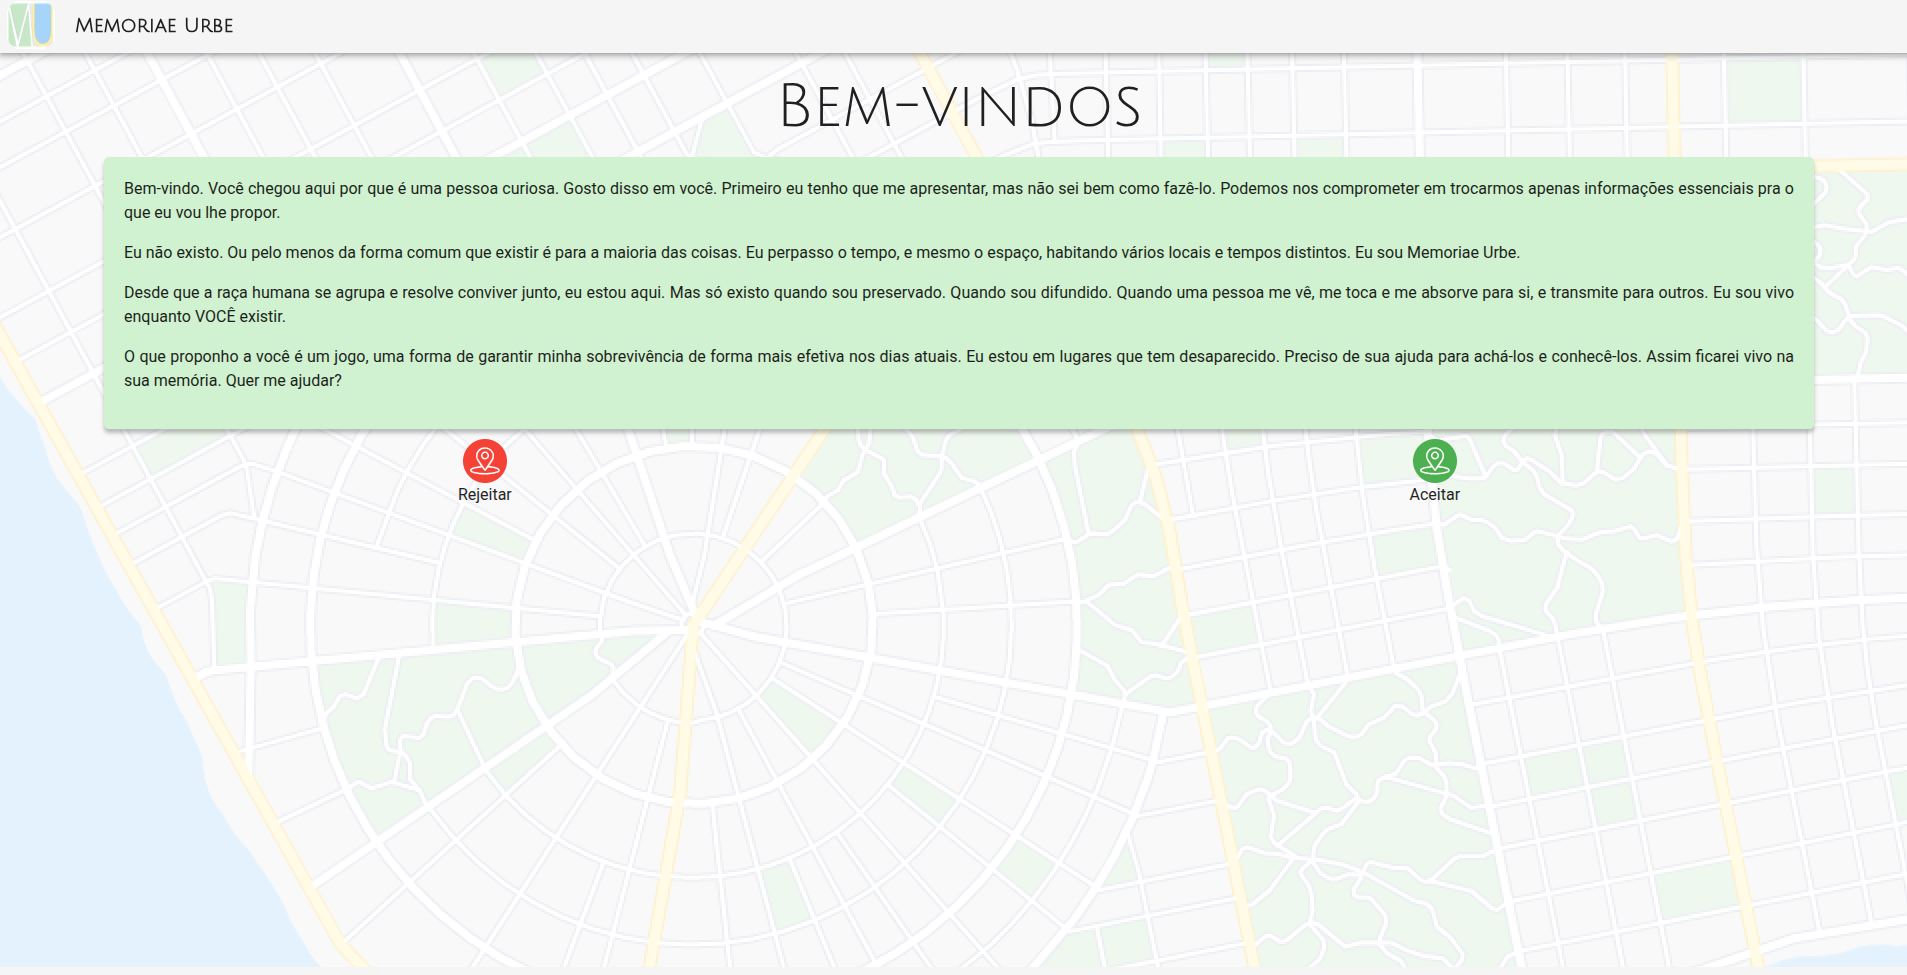 Memoriae Urbe
Bem-vindos
Bem-vindo. Você chegou aqui por que é uma pessoa curiosa. Gosto disso em você. Primeiro eu tenho que me apresentar, mas não sei bem como fazê-lo. Podemos nos comprometer em trocarmos apenas informações essenciais pra o
que eu vou lhe propor.
Eu não existo. Ou pelo menos da forma comum que existir é para a maioria das coisas. Eu perpasso o tempo, e mesmo o espaço, habitando vários locais e tempos distintos. Eu sou Memoriae Urbe.
Desde que a raça humana se agrupa e resolve conviver junto, eu estou aqui. Mas só existo quando sou preservado. Quando sou difundido. Quando uma pessoa me vê, me toca e me absorve para si, e transmite para outros. Eu sou vivo
enquanto VOCÊ existir.
O que proponho a você é um jogo, uma forma de garantir minha sobrevivência de forma mais efetiva nos dias atuais. Eu estou em lugares que tem desaparecido. Preciso de sua ajuda para achá-los e conhecê-los. Assim ficarei vivo na
sua memória. Quer me ajudar?
Rejeitar
Aceitar